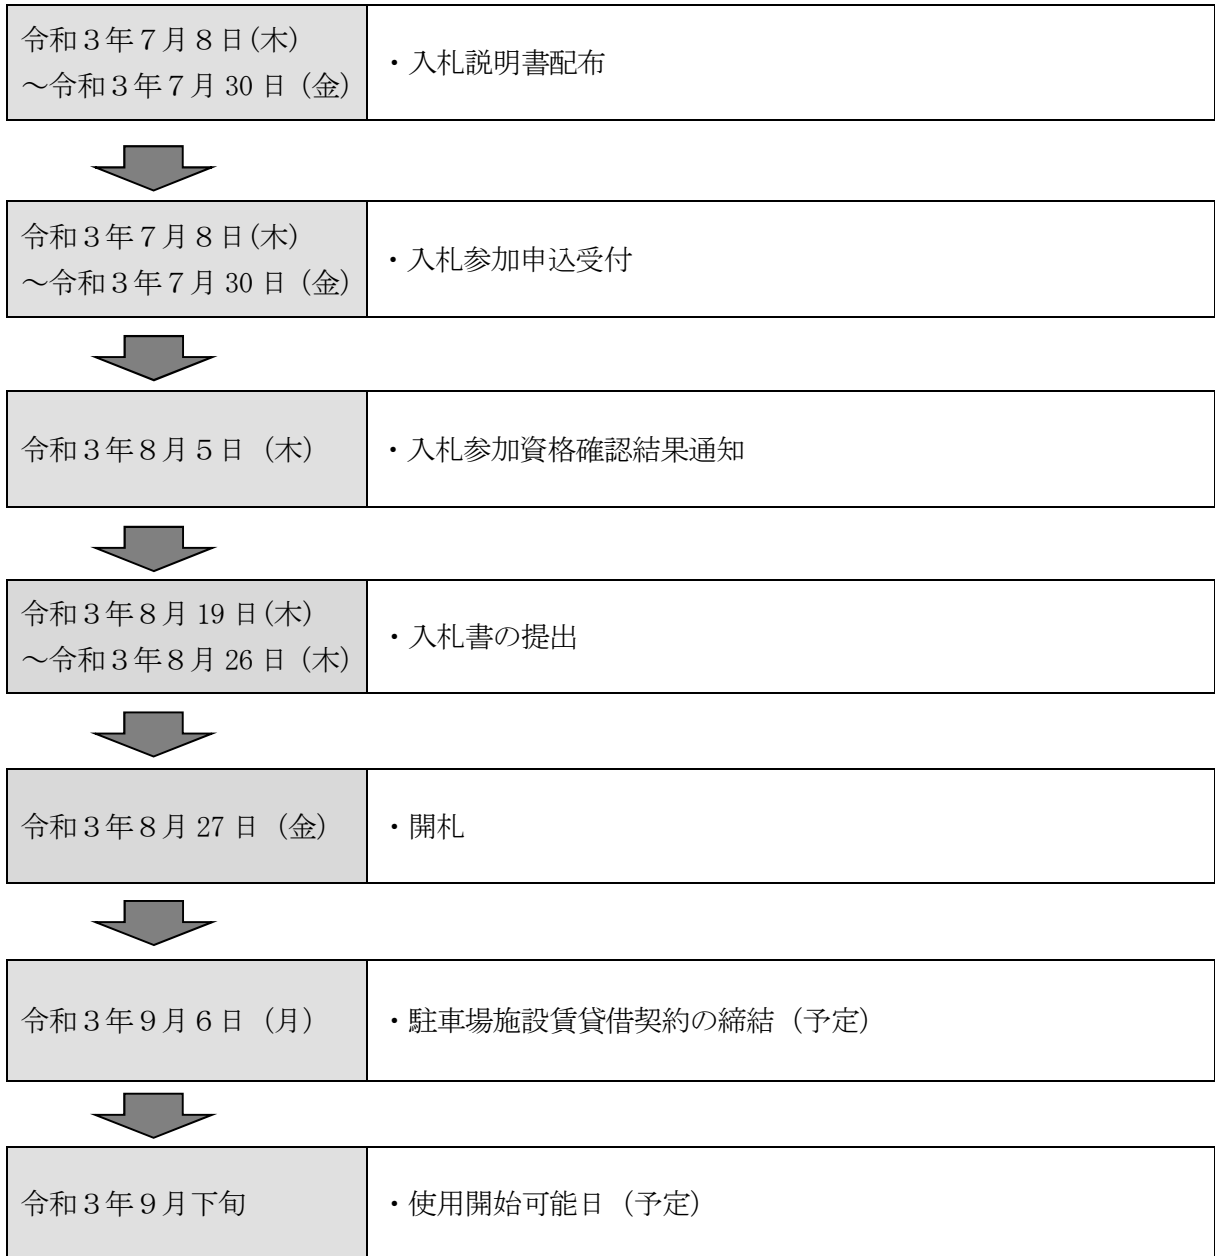 令和３年７月８日(木)
～令和３年７月 30 日（金）
・入札説明書配布
令和３年７月８日(木)
～令和３年７月 30 日（金）
・入札参加申込受付
令和３年８月５日（木）
・入札参加資格確認結果通知
令和３年８月 19 日(木)
～令和３年８月 26 日（木）
・入札書の提出
令和３年８月 27 日（金）
・開札
令和３年９月６日（月）
・駐車場施設賃貸借契約の締結（予定）
令和３年９月下旬
・使用開始可能日（予定）